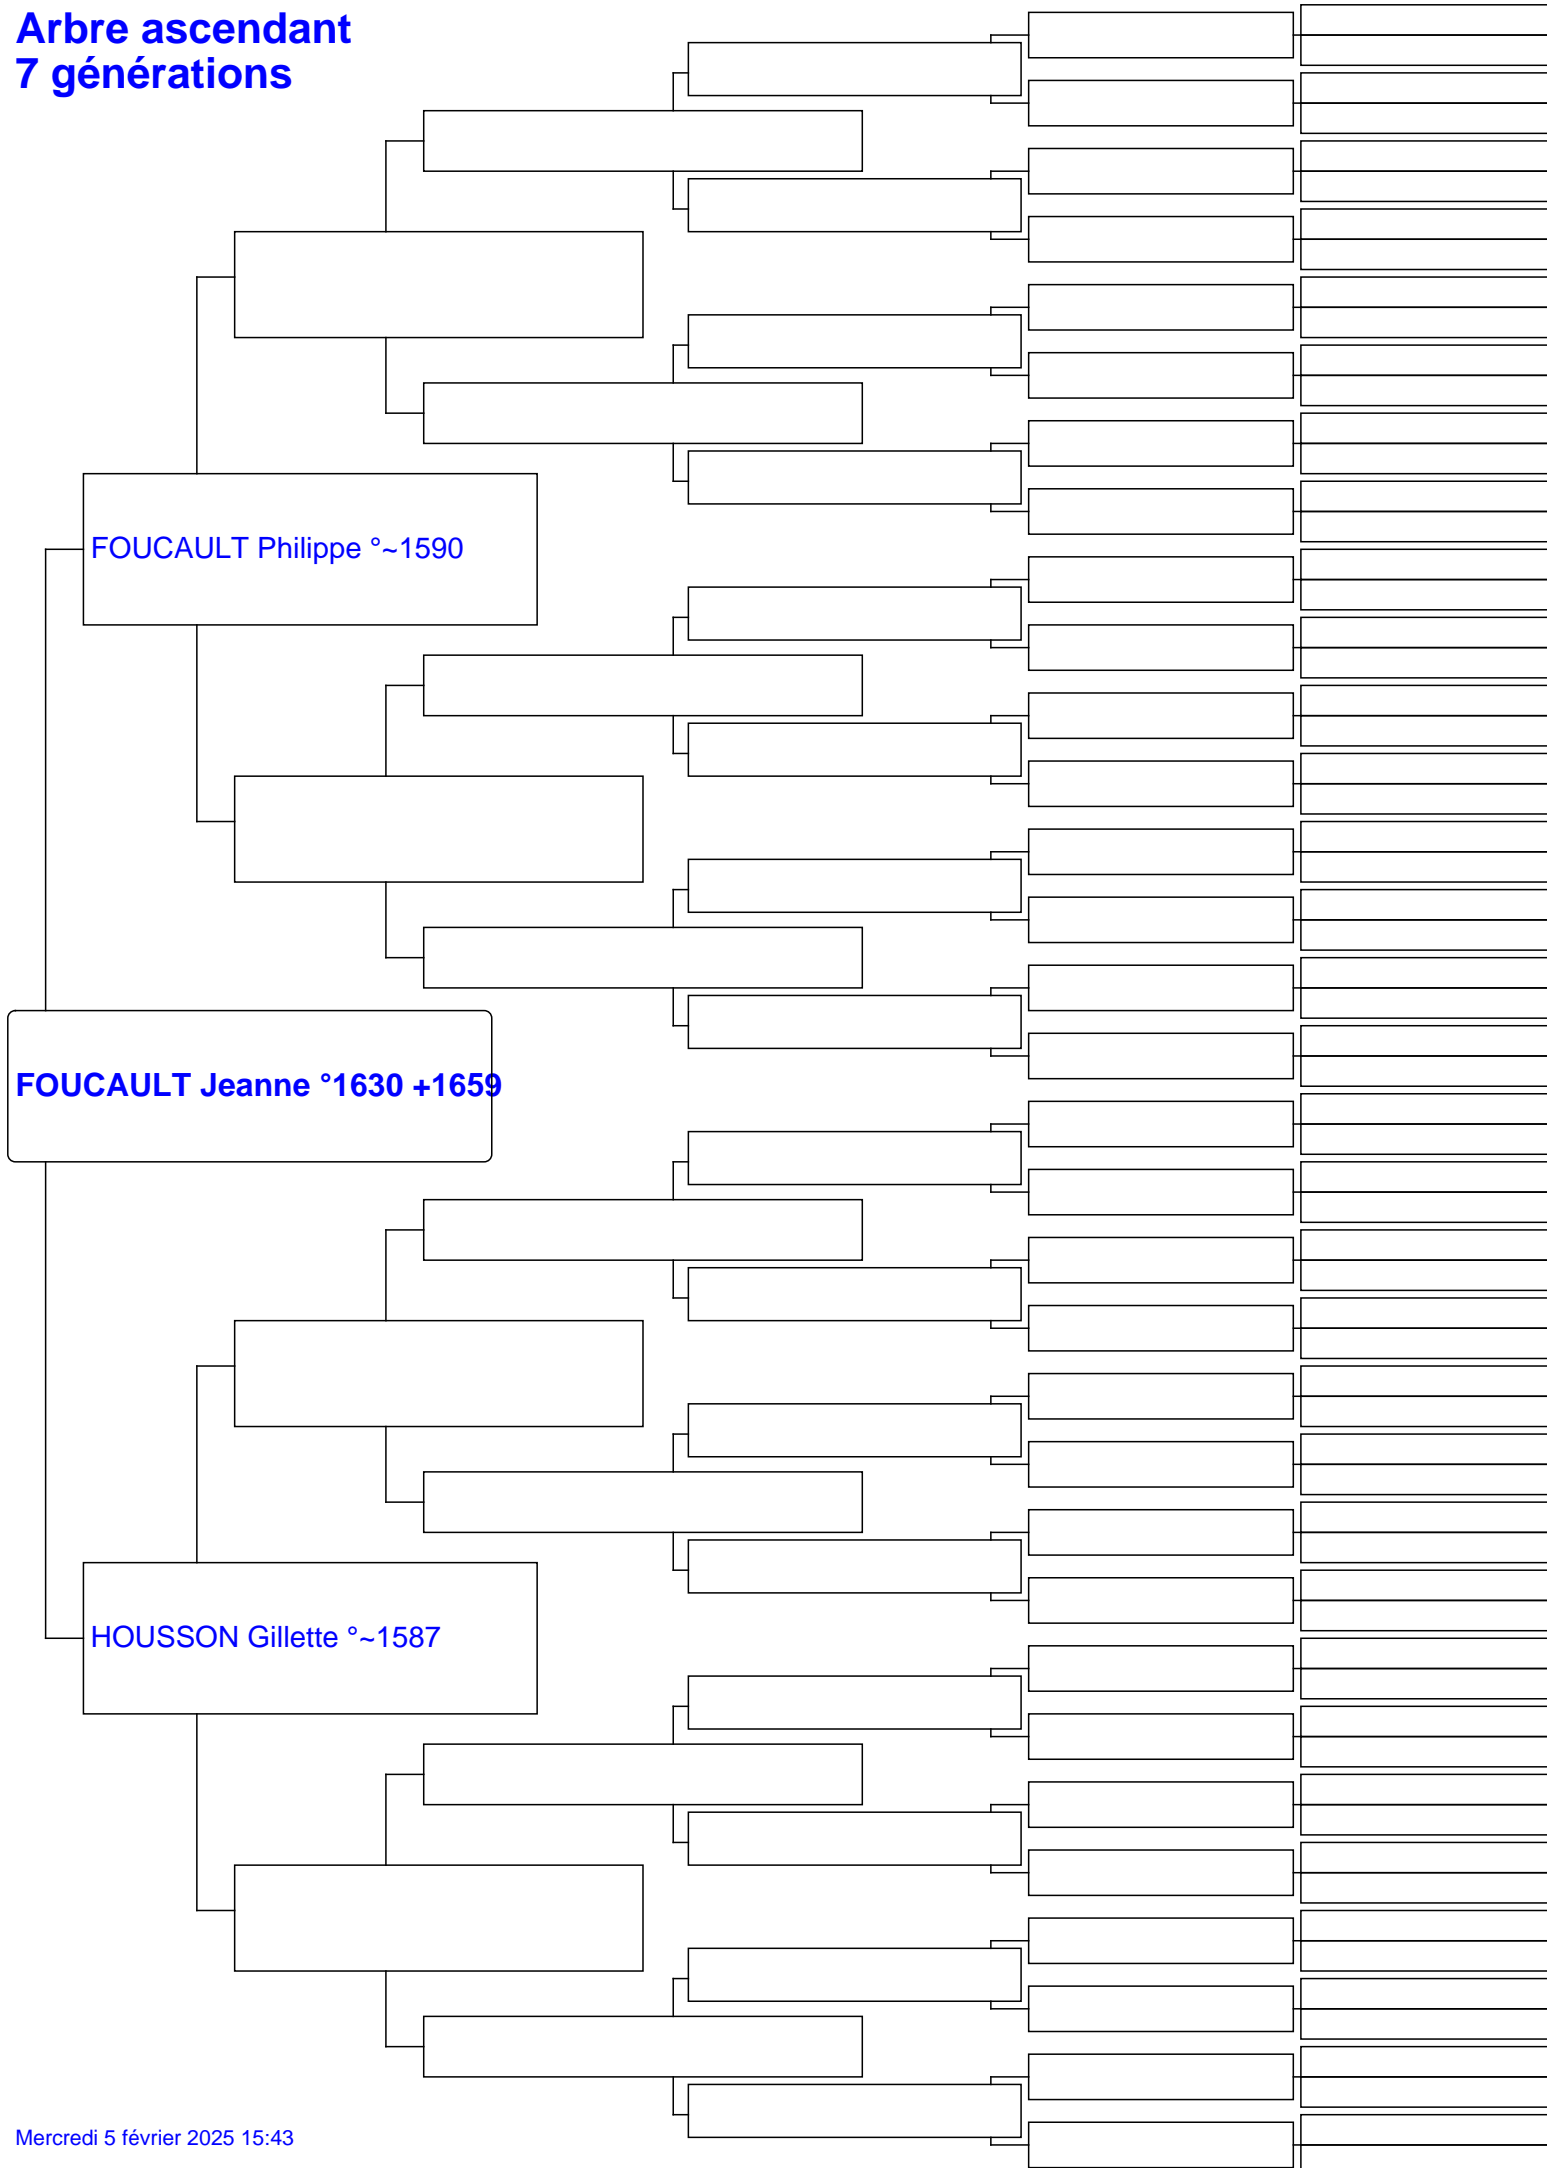 Arbre ascendant
7 générations
FOUCAULT Philippe °~1590
FOUCAULT Jeanne °1630 +1659
HOUSSON Gillette °~1587
Mercredi 5 février 2025 15:43